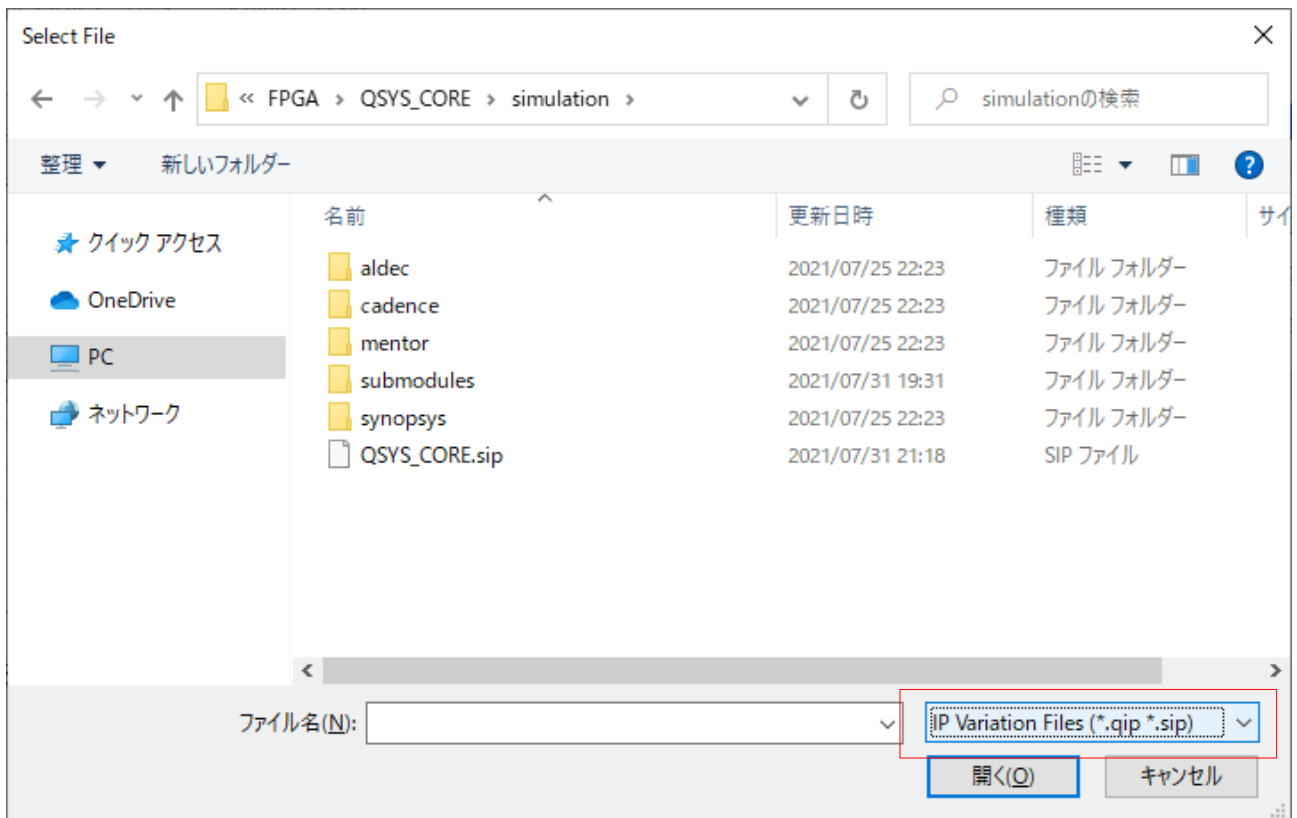 Select File
« FPGA › QSYS_CORE › simulation ›
simulationの検索
整理
新しいフォルダー
名前 更新日時 種類 サイ
クイック アクセス
OneDrive
PC
ネットワーク
aldec 2021/07/25 22:23 ファイル フォルダー
cadence 2021/07/25 22:23 ファイル フォルダー
mentor 2021/07/25 22:23 ファイル フォルダー
submodules 2021/07/31 19:31 ファイル フォルダー
synopsys 2021/07/25 22:23 ファイル フォルダー
QSYS_CORE.sip 2021/07/31 21:18 SIP ファイル
ファイル名(N):
IP Variation Files (*.qip *.sip)
開く(O)
キャンセル